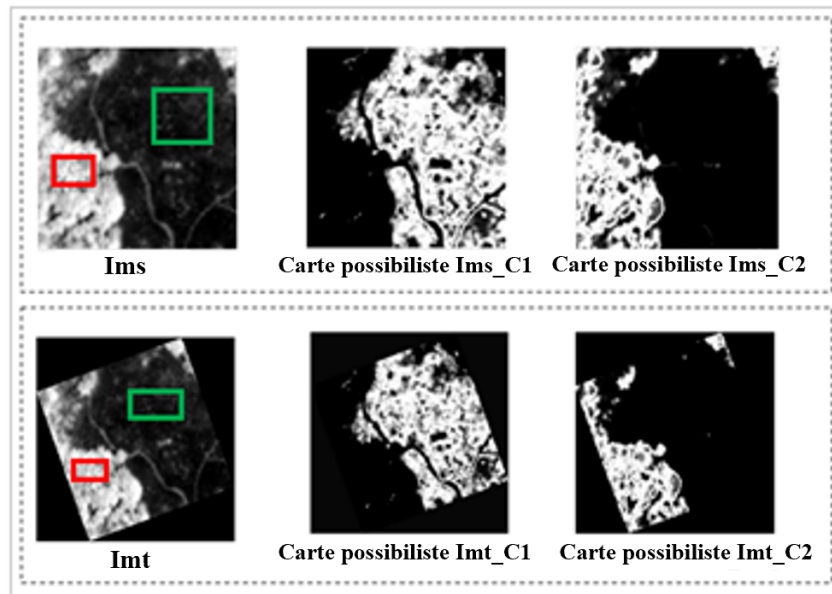 Ims
Carte possibiliste Ims_C1
Carte possibiliste Ims_C2
Imt
Carte possibiliste Imt_C1
Carte possibiliste Imt_C2